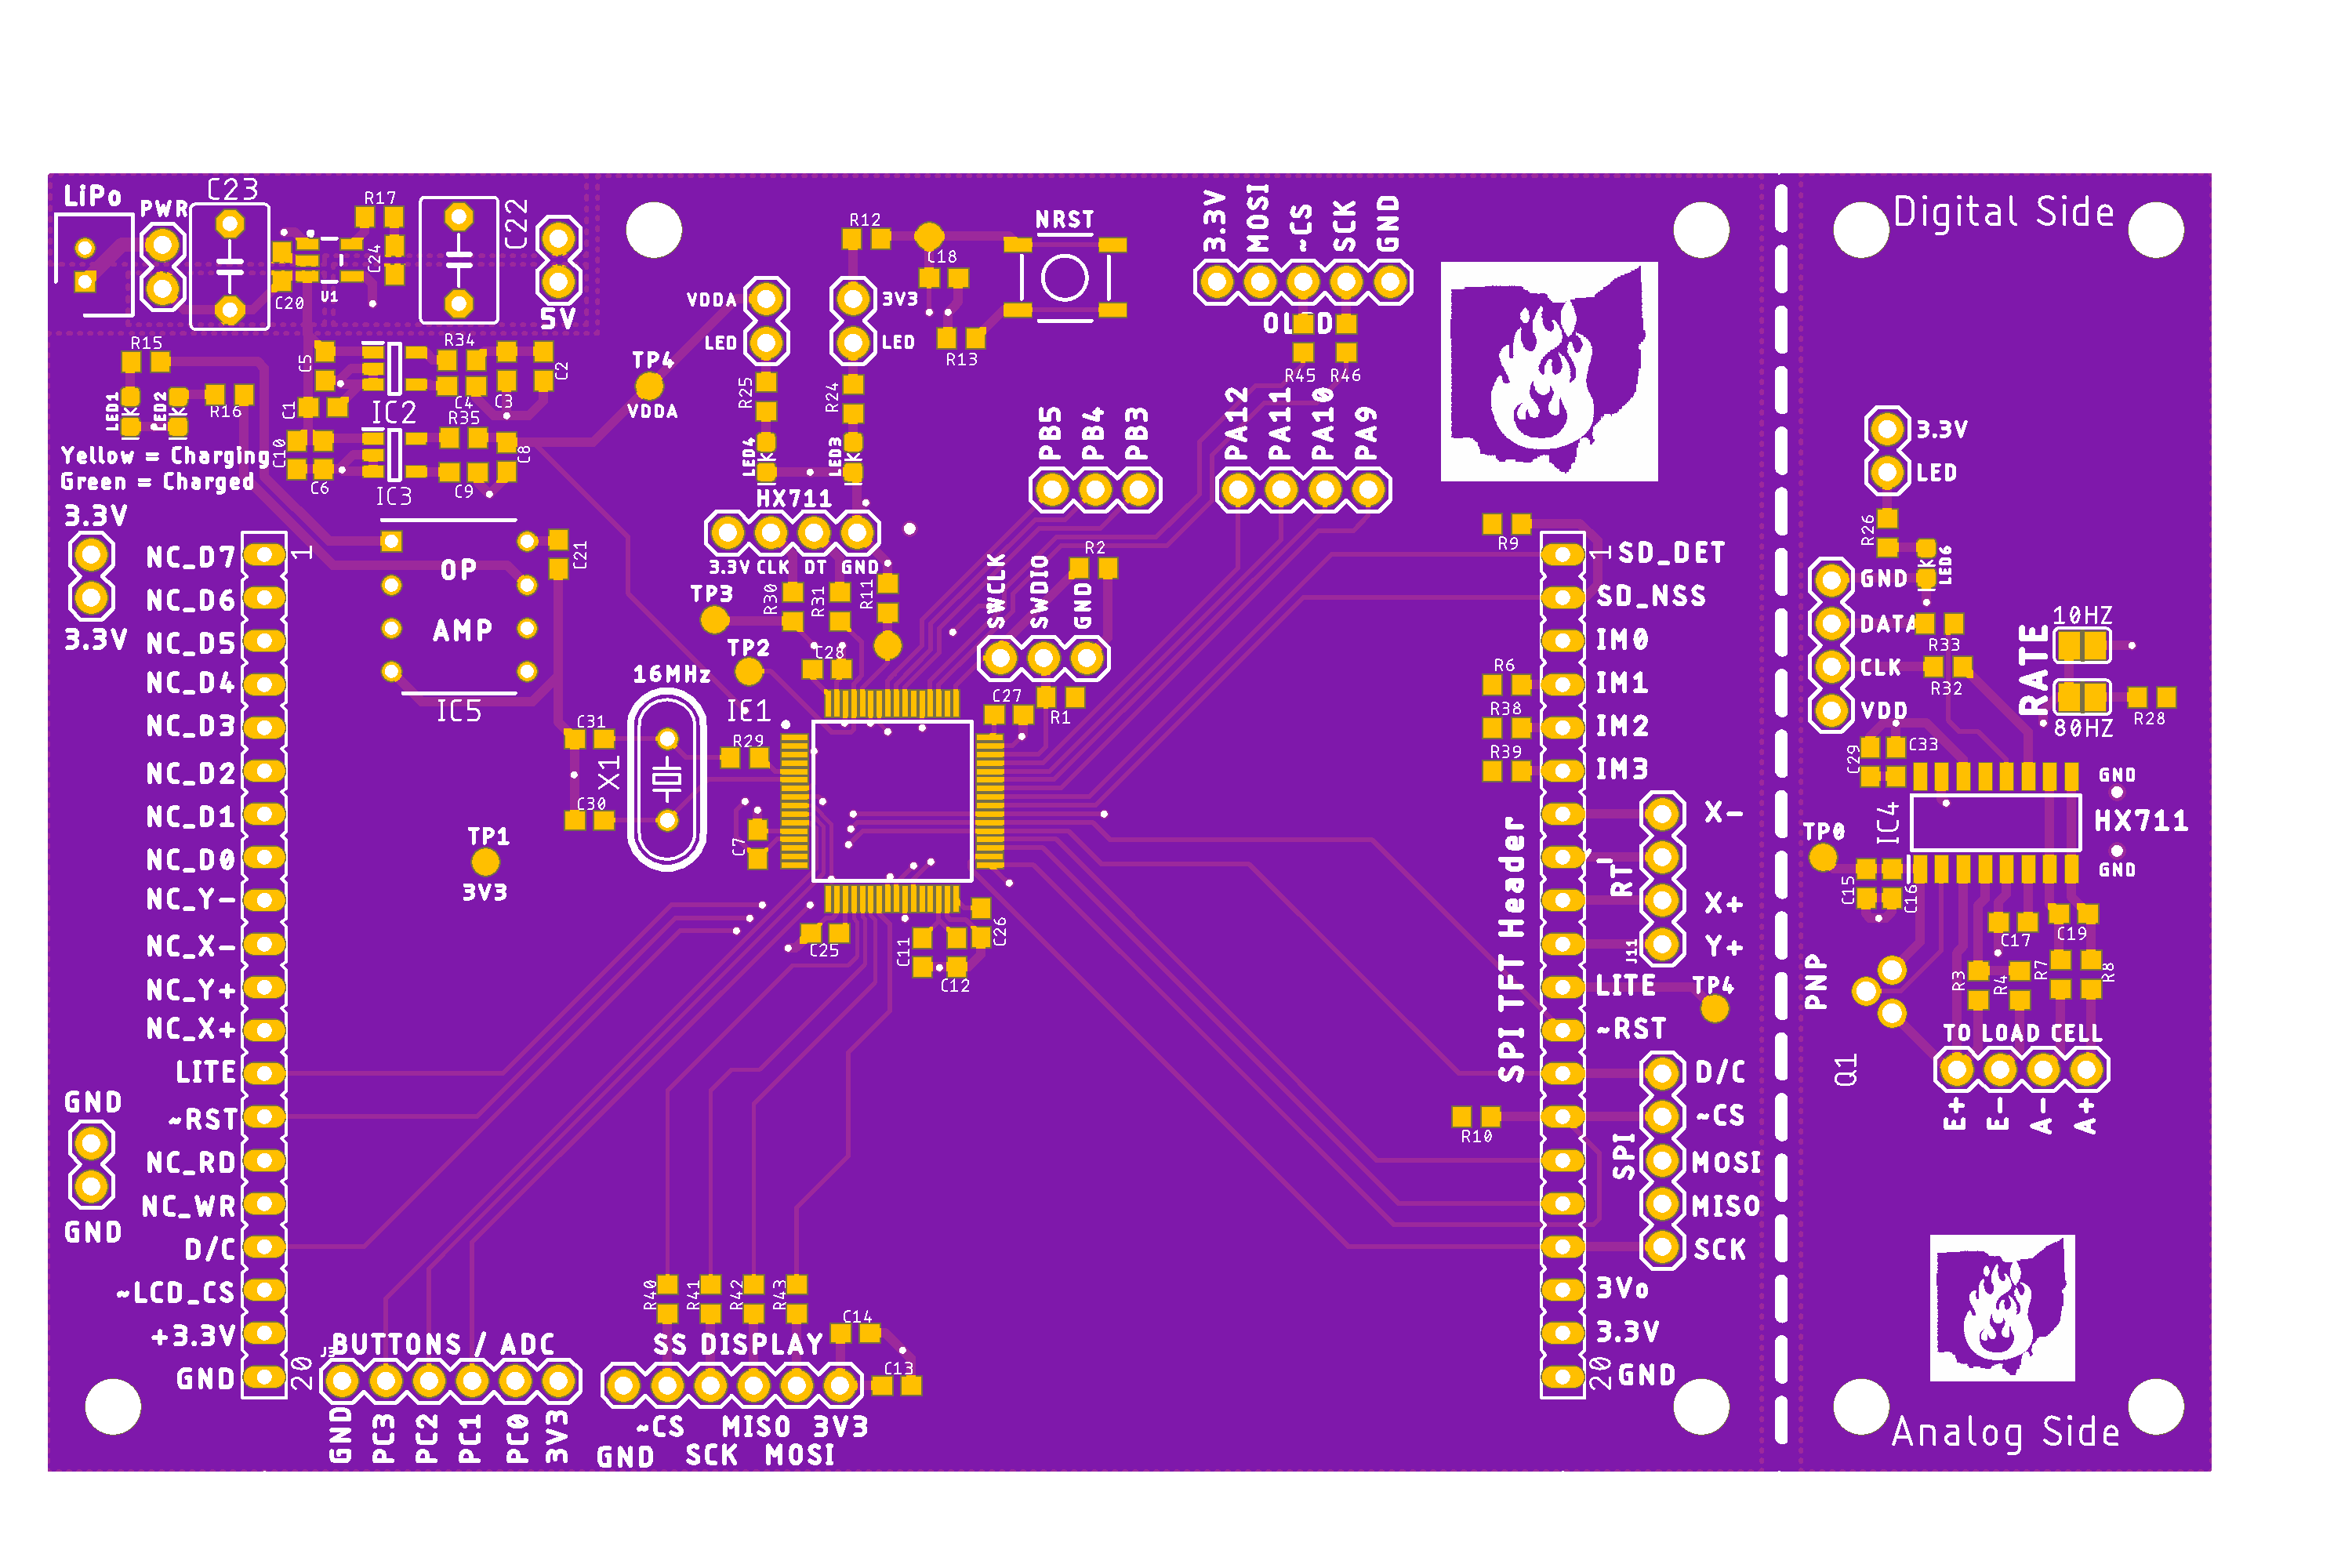 LiPo
PWR
C23
R17
C22
C24
C20
U1
5V
R12
C18
NRST
R13
3.3V
MOSI
~CS
SCK
GND
R45
R46
Digital Side
VDDA
LED
3V3
LED
TP4
VDDA
R15
LED1
LED2
K
K
R16
C5
R34
C4
C3
C2
C1
IC2
R35
C10
C6
IC3
C9
C8
Yellow = Charging
Green = Charged
R25
R24
LED4
K
LED3
K
HX711
3.3V CLK DT GND
PB5
PB4
PB3
PA12
PA11
PA10
PA9
3.3V
3.3V
OP
AMP
IC5
C21
TP3
TP2
R30
R31
R11
C28
SWCLK
SWDIO
GND
R2
C27
R1
16MHz
IC1
C31
X1
C30
R29
C7
TP1
3V3
C25
C11
C12
C26
1
NC_D7
NC_D6
NC_D5
NC_D4
NC_D3
NC_D2
NC_D1
NC_D0
NC_Y-
NC_X-
NC_Y+
NC_X+
LITE
~RST
NC_RD
NC_WR
D/C
~LCD_CS
+3.3V
GND
20
GND
GND
BUTTONS / ADC
GND
PC3
PC2
PC1
PC0
3V3
R40
R41
R42
R43
C14
C13
SS DISPLAY
~CS MISO 3V3
GND SCK MOSI
R9
R6
R38
R39
R10
SPI TFT Header
1
SD_DET
SD_NSS
IM0
IM1
IM2
IM3
X-
RT
X+
Y+
J11
LITE
TP4
~RST
D/C
~CS
SPI
MOSI
MISO
SCK
3Vo
3.3V
20
GND
3.3V
LED
R26
LED6
K
GND
DATA
CLK
VDD
R33
R32
RATE
10HZ
80HZ
R28
C29
C33
GND
IC4
HX711
GND
TP0
C15
C16
C17
C19
R3
R4
R7
R8
PNP
Q1
TO LOAD CELL
E+
E-
A-
A+
Analog Side